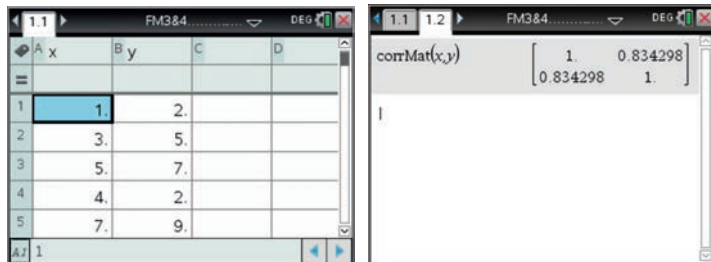 1.1 FM3&4............ DEG
A x B y C D
=
1 1. 2.
2 3. 5.
3 5. 7.
4 4. 2.
5 7. 9.
A1 1
1.1 1.2 FM3&4............ DEG
corrMat(x,y) [1. 0.834298
0.834298 1.]